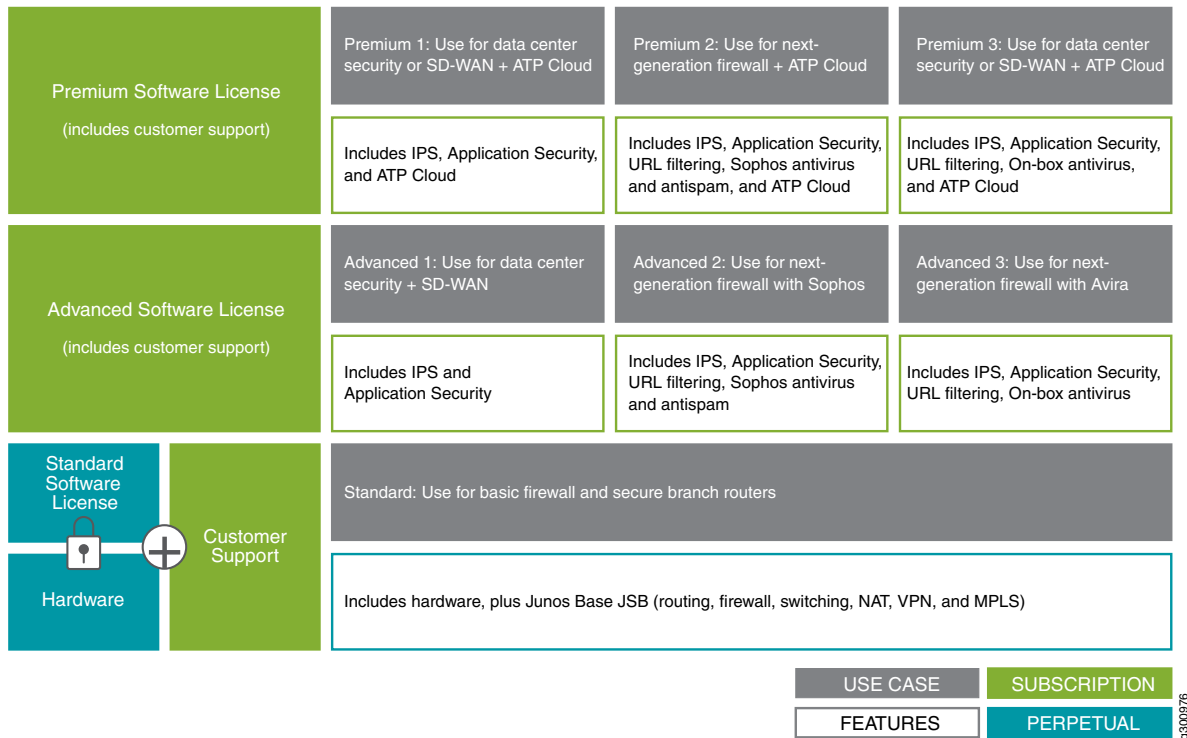 Premium Software License
(includes customer support)
Premium 1: Use for data center
security or SD-WAN + ATP Cloud
Premium 2: Use for next-
generation firewall + ATP Cloud
Premium 3: Use for data center
security or SD-WAN + ATP Cloud
Includes IPS, Application Security,
and ATP Cloud
Includes IPS, Application Security,
URL filtering, Sophos antivirus
and antispam, and ATP Cloud
Includes IPS, Application Security,
URL filtering, On-box antivirus,
and ATP Cloud
Advanced Software License
(includes customer support)
Advanced 1: Use for data center
security + SD-WAN
Advanced 2: Use for next-
generation firewall with Sophos
Advanced 3: Use for next-
generation firewall with Avira
Includes IPS and
Application Security
Includes IPS, Application Security,
URL filtering, Sophos antivirus
and antispam
Includes IPS, Application Security,
URL filtering, On-box antivirus
Standard
Software
License
Hardware
Customer
Support
Standard: Use for basic firewall and secure branch routers
Includes hardware, plus Junos Base JSB (routing, firewall, switching, NAT, VPN, and MPLS)
USE CASE
SUBSCRIPTION
FEATURES
PERPETUAL
g300976